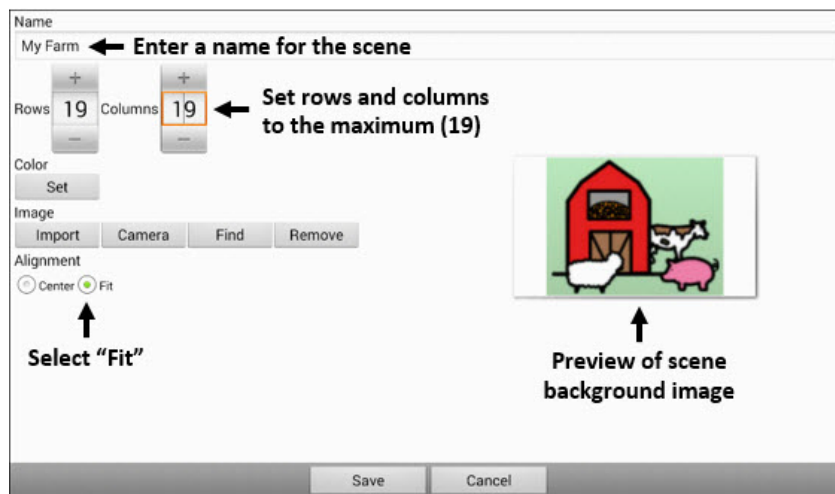 Name
My Farm Enter a name for the scene
+ +
Rows 19 Columns 19 Set rows and columns
to the maximum (19)
- -
Color
Set
Image
Import Camera Find Remove
Alignment
Center Fit
Select “Fit”
Preview of scene
background image
Save Cancel